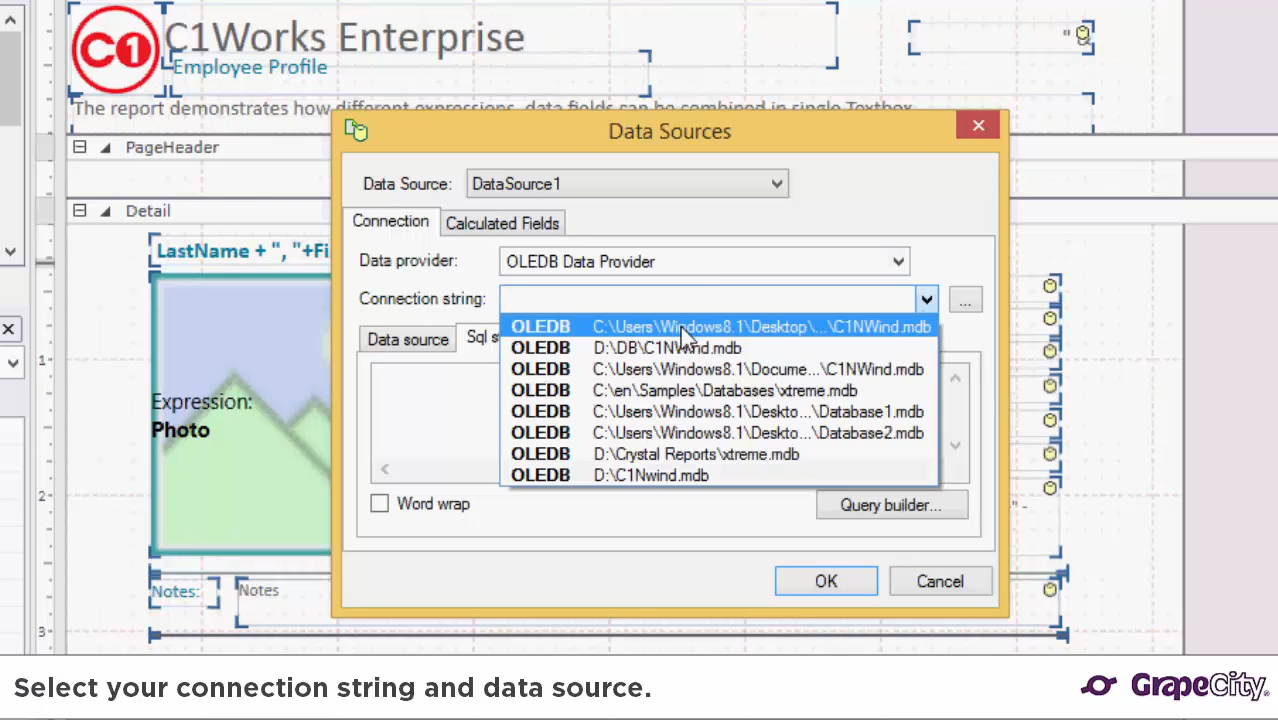 C1
C1Works Enterprise
"
Employee Profile
The report demonstrates how different expressions, data fields can be combined in single Textbox.
Data Sources
PageHeader
Data Source: DataSource1
Detail
Connection Calculated Fields
LastName + ", "+Fi
Data provider: OLEDB Data Provider
Connection string: ...
Data source Sql s
OLEDB C:\Users\Windows8.1\Desktop\...\C1NWind.mdb
OLEDB D:\DB\C1NWind.mdb
OLEDB C:\Users\Windows8.1\Docume...\C1NWind.mdb
OLEDB C:\en\Samples\Databases\xtreme.mdb
OLEDB C:\Users\Windows8.1\Deskto...\Database1.mdb
OLEDB C:\Users\Windows8.1\Deskto...\Database2.mdb
OLEDB D:\Crystal Reports\xtreme.mdb
OLEDB D:\C1Nwind.mdb
1
Expression:
Photo
2
Word wrap Query builder...
" -
OK Cancel
Notes: Notes
3
Select your connection string and data source.
GrapeCity